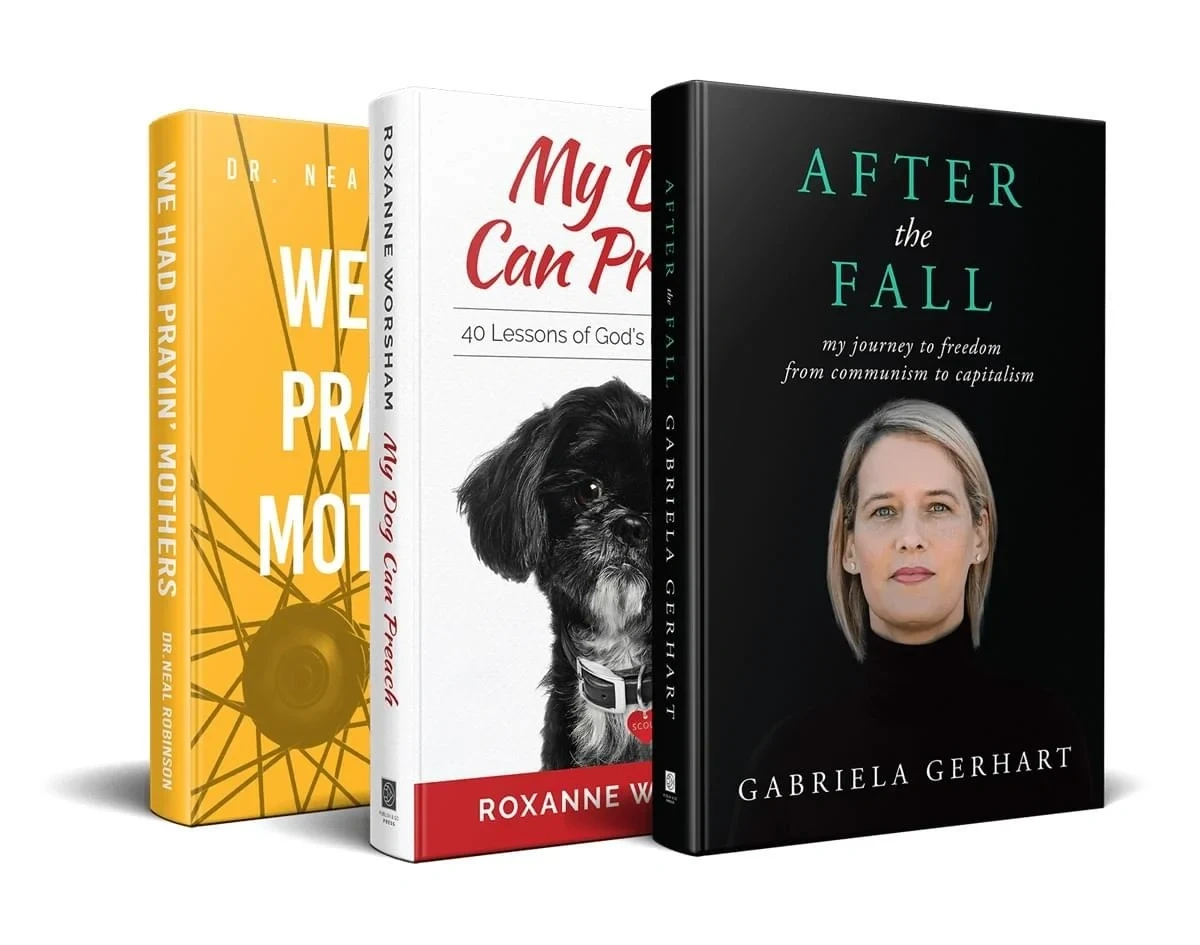 WE HAD PRAYIN' MOTHERS
DR. NEAL ROBINSON
DR. NEA
WE
PRA
MOT
ROXANNE WORSHAM
My Dog Can Preach
PRESS
My D
Can Pr
40 Lessons of God's
SCOU
ROXANNE W
AFTER the FALL
GABRIELA GERHART
AFTER
the
FALL
my journey to freedom
from communism to capitalism
GABRIELA GERHART